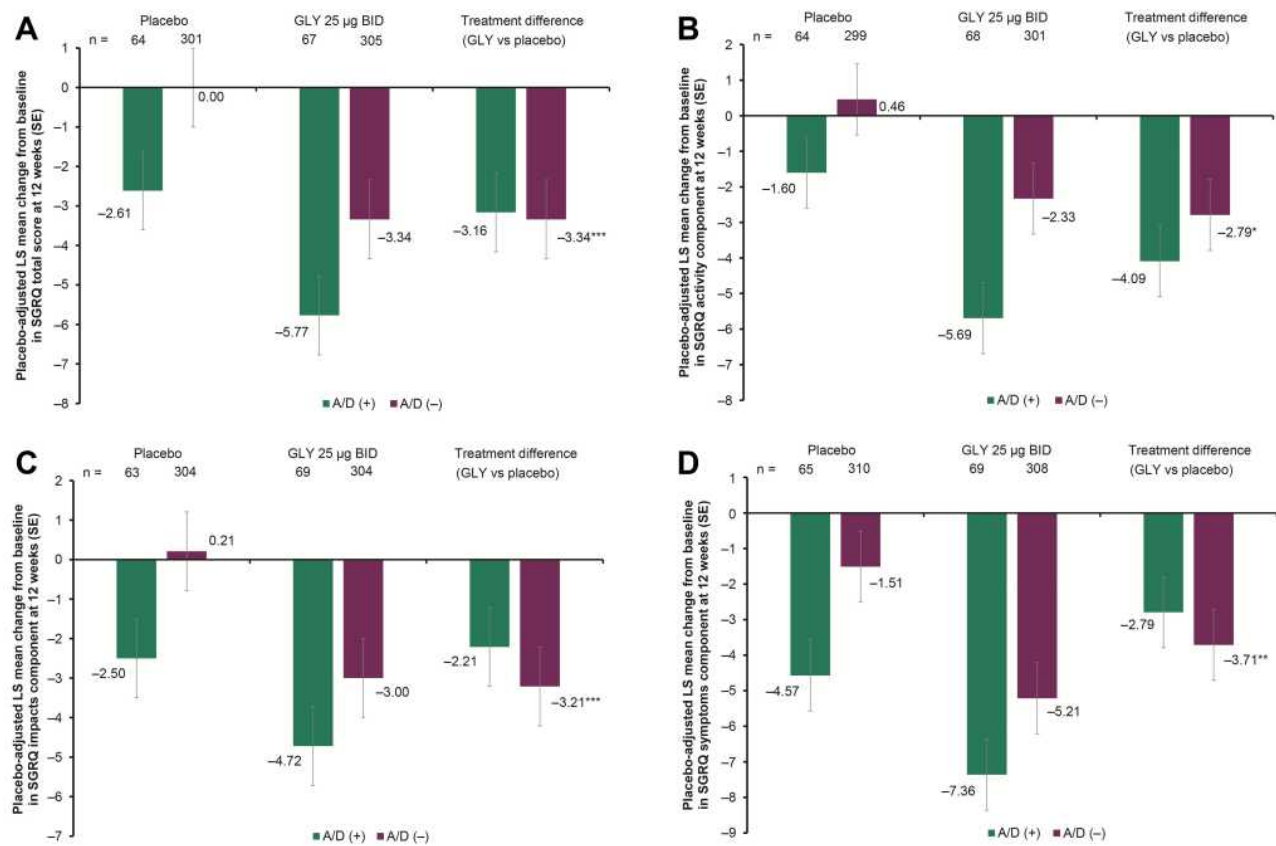 A
Placebo
GLY 25 µg BID
Treatment difference
n =
64
301
67
305
(GLY vs placebo)
Placebo-adjusted LS mean change from baseline
in SGRQ total score at 12 weeks (SE)
1
0
–1
–2
–3
–4
–5
–6
–7
–8
–2.61
0.00
–5.77
–3.34
–3.16
–3.34***
A/D (+)
A/D (–)
B
Placebo
GLY 25 µg BID
Treatment difference
n =
64
299
68
301
(GLY vs placebo)
Placebo-adjusted LS mean change from baseline
in SGRQ activity component at 12 weeks (SE)
2
1
0
–1
–2
–3
–4
–5
–6
–7
–8
–1.60
0.46
–5.69
–2.33
–4.09
–2.79*
A/D (+)
A/D (–)
C
Placebo
GLY 25 µg BID
Treatment difference
n =
63
304
69
304
(GLY vs placebo)
Placebo-adjusted LS mean change from baseline
in SGRQ impacts component at 12 weeks (SE)
2
1
0
–1
–2
–3
–4
–5
–6
–7
–2.50
0.21
–4.72
–3.00
–2.21
–3.21***
A/D (+)
A/D (–)
D
Placebo
GLY 25 µg BID
Treatment difference
n =
65
310
69
308
(GLY vs placebo)
Placebo-adjusted LS mean change from baseline
in SGRQ symptoms component at 12 weeks (SE)
1
0
–1
–2
–3
–4
–5
–6
–7
–8
–9
–4.57
–1.51
–7.36
–5.21
–2.79
–3.71**
A/D (+)
A/D (–)